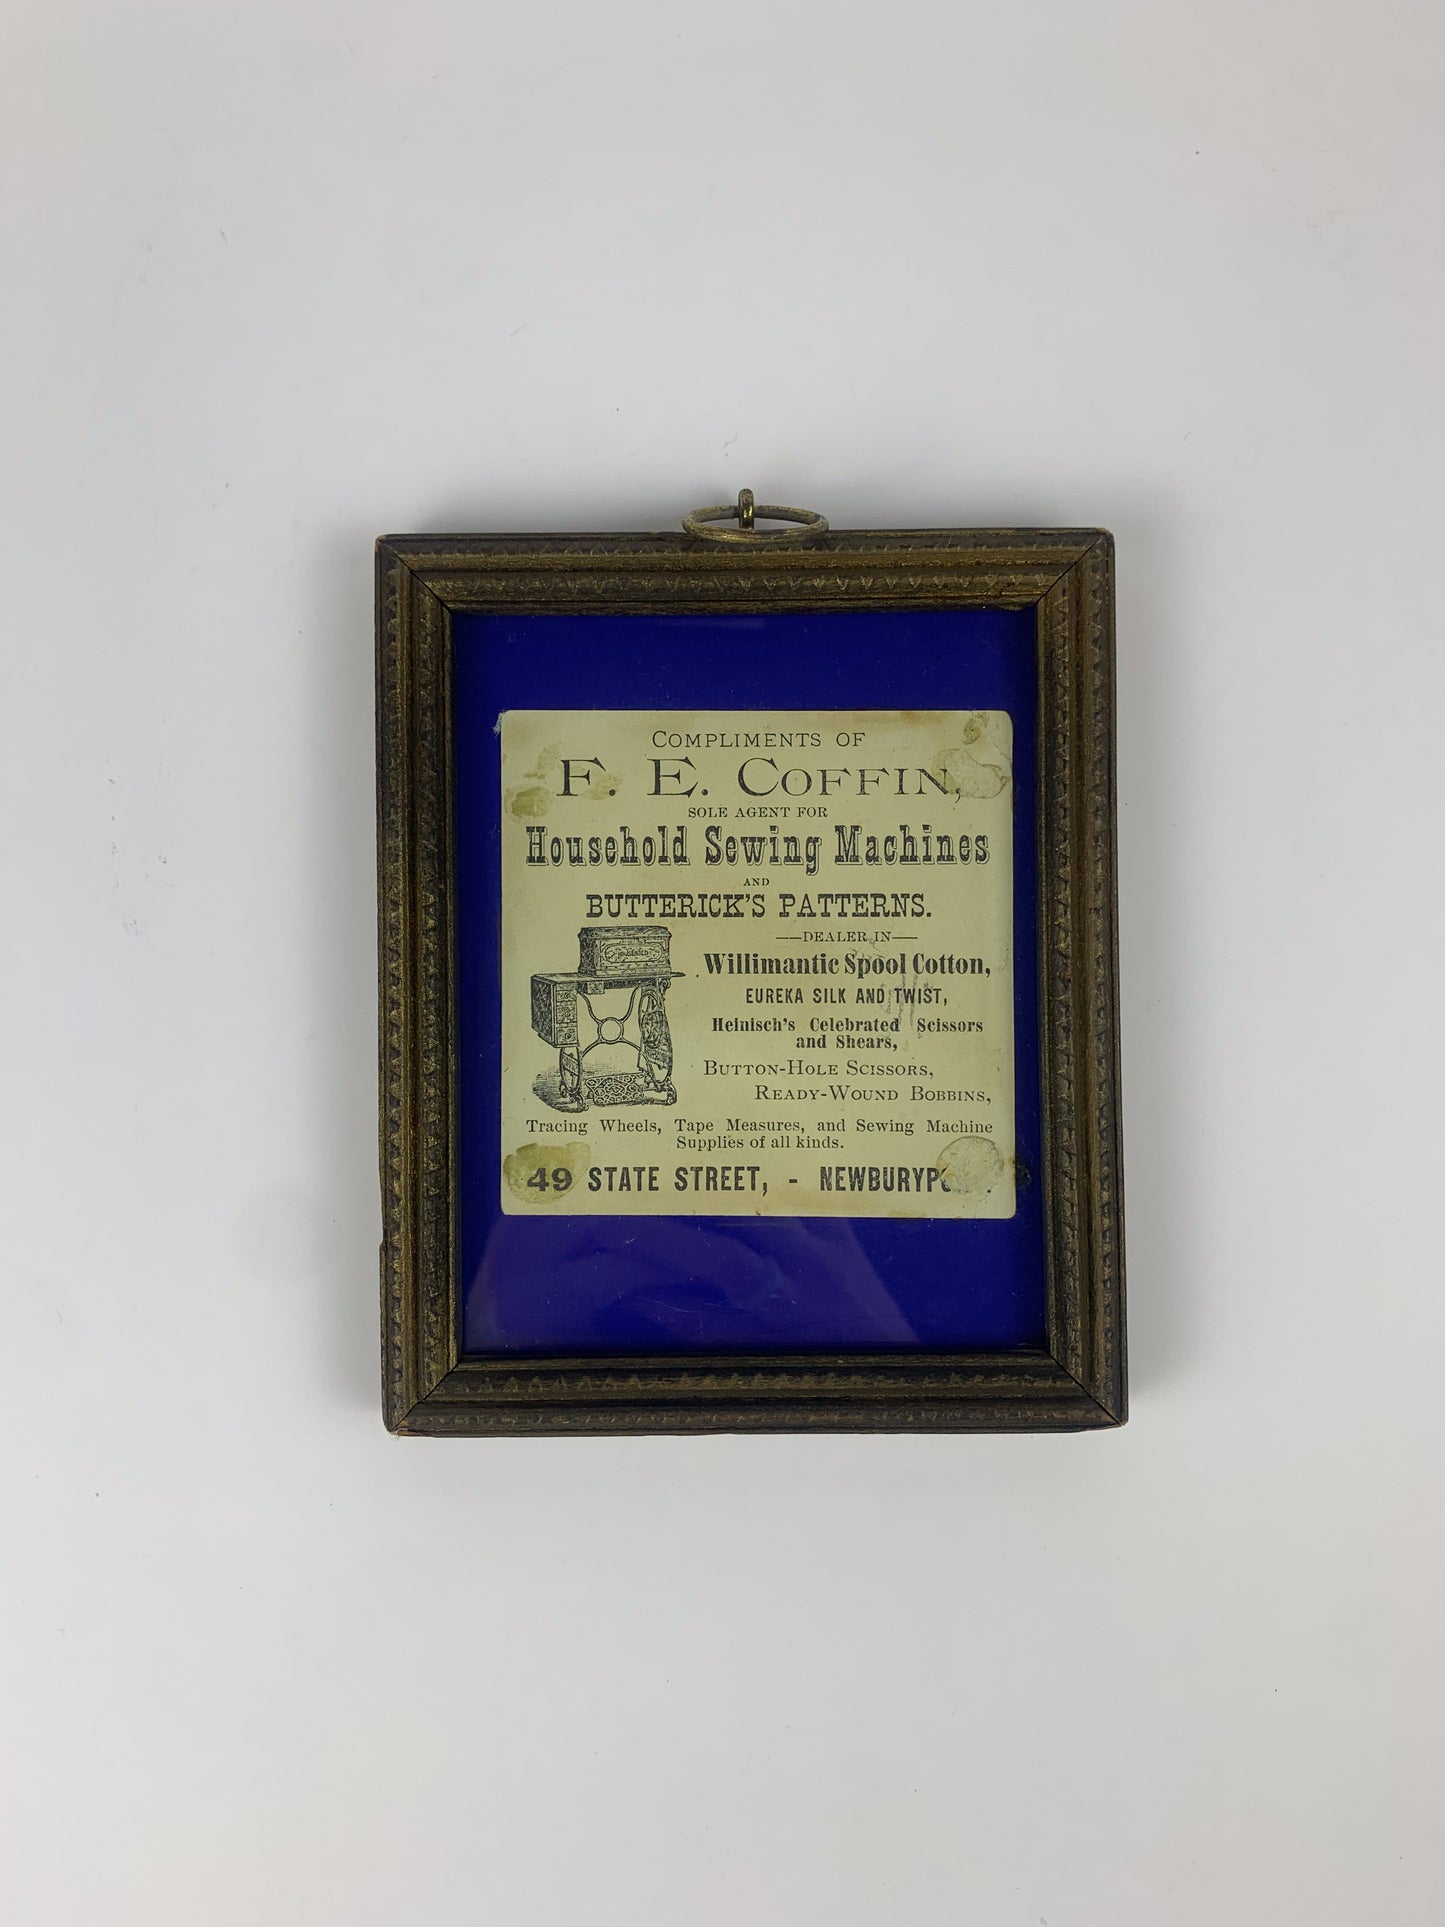 COMPLIMENTS OF
F. E. COFFIN,
SOLE AGENT FOR
Household Sewing Machines
AND
BUTTERICK'S PATTERNS.
—DEALER IN—
Willimantic Spool Cotton,
EUREKA SILK AND TWIST,
Heinisch's Celebrated Scissors
and Shears,
BUTTON-HOLE SCISSORS,
READY-WOUND BOBBINS,
Tracing Wheels, Tape Measures, and Sewing Machine
Supplies of all kinds.
49 STATE STREET, -